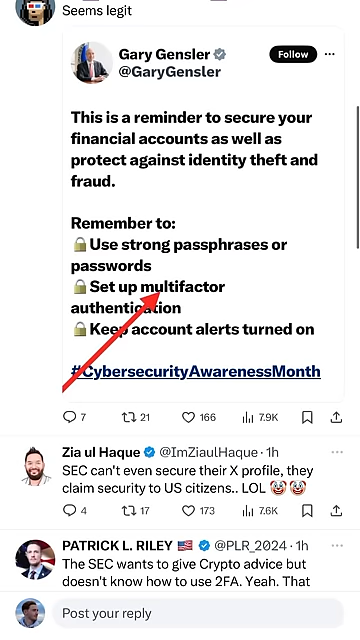 Seems legit
Gary Gensler
Follow
@GaryGensler
This is a reminder to secure your
financial accounts as well as
protect against identity theft and
fraud.
Remember to:
🔒Use strong passphrases or
passwords
🔒Set up multifactor
authentication
🔒Keep account alerts turned on
#CybersecurityAwarenessMonth
7 21 166 7.9K
Zia ul Haque @ImZiaulHaque · 1h
SEC can't even secure their X profile, they
claim security to US citizens.. LOL 🤡🤡
4 17 173 7.6K
PATRICK L. RILEY 🇺🇸 @PLR_2024 · 1h
The SEC wants to give Crypto advice but
doesn't know how to use 2FA. Yeah. That
Post your reply